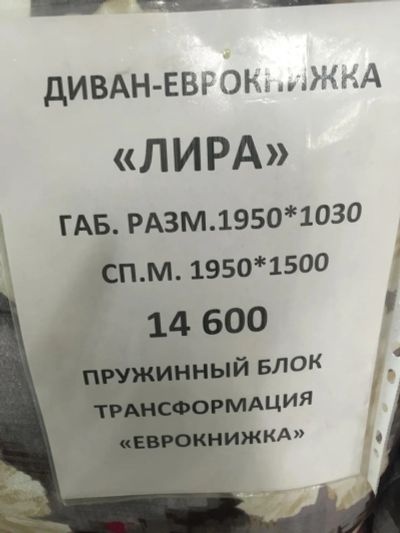 ДИВАН-ЕВРОКНИЖКА
«ЛИРА»
ГАБ. РАЗМ.1950*1030
СП.М. 1950*1500
14 600
ПРУЖИННЫЙ БЛОК
ТРАНСФОРМАЦИЯ
«ЕВРОКНИЖКА»